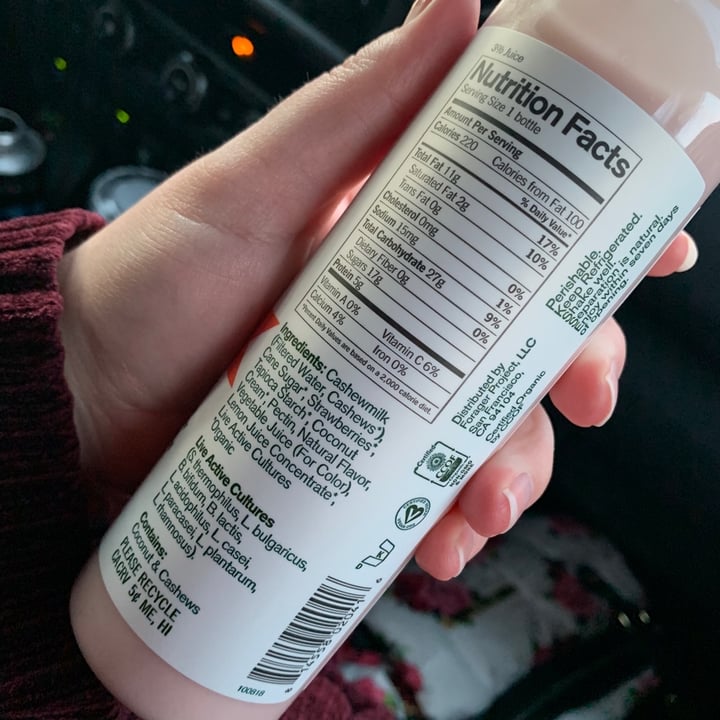 3% Juice
Nutrition Facts
Serving Size 1 bottle
Amount Per Serving
Calories 220 Calories from Fat 100
% Daily Value*
Total Fat 11g 17%
Saturated Fat 2g 10%
Trans Fat 0g
Cholesterol 0mg 0%
Sodium 15mg 1%
Total Carbohydrate 27g 9%
Dietary Fiber 0g 0%
Sugars 17g
Protein 5g
Vitamin A 0% Vitamin C 6%
Calcium 4% Iron 0%
*Percent Daily Values are based on a 2,000 calorie diet.
Ingredients: Cashewmilk
(Filtered Water, Cashews*),
Cane Sugar*, Strawberries*,
Tapioca Starch*, Coconut
Cream*, Pectin, Natural Flavor,
Vegetable Juice (For Color),
Lemon Juice Concentrate*,
Live Active Cultures
*Organic
Live Active Cultures
(S. thermophilus, L. bulgaricus,
B. bifidum, B. lactis,
L. acidophilus, L. casei,
L. paracasei, L. plantarum,
L. rhamnosus).
Contains:
Coconut & Cashews
PLEASE RECYCLE
CACRV 5¢ ME, HI
Perishable.
Keep Refrigerated.
Shake well,
separation is natural.
Enjoy within seven days
of opening.
Distributed by
Forager Project, LLC
San Francisco,
CA 94104
Certified Organic
by CCOF
Certified
CCOF
100818